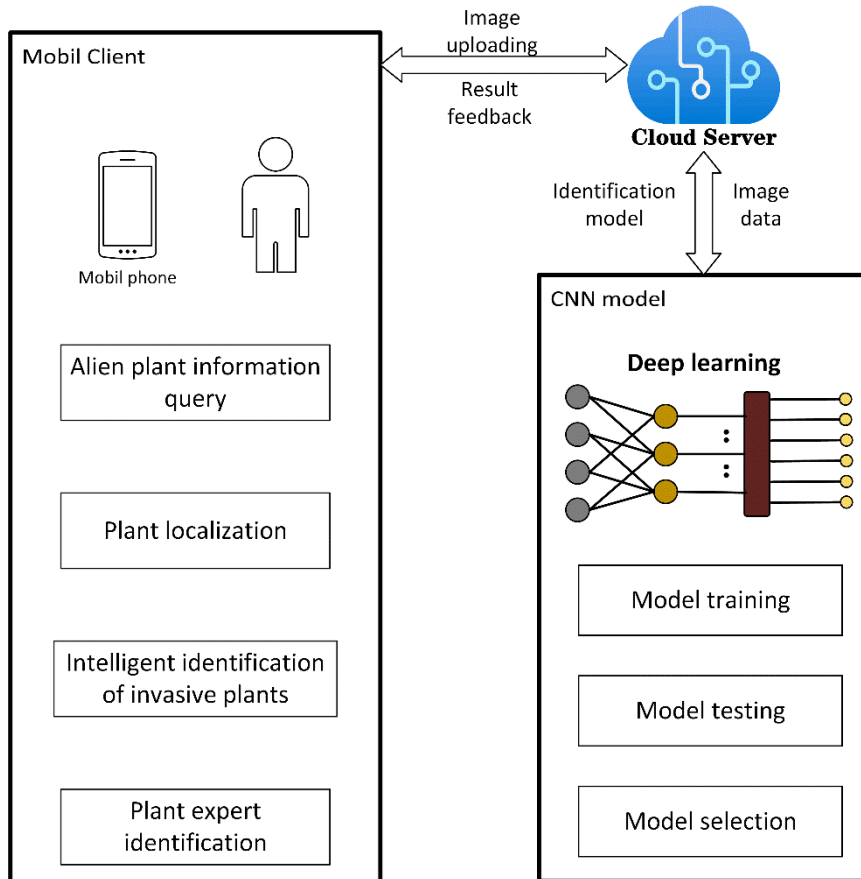 Mobil Client
Image
uploading
Result
feedback
Cloud Server
Identification
model
Image
data
Mobil phone
Alien plant information
query
Plant localization
Intelligent identification
of invasive plants
Plant expert
identification
CNN model
Deep learning
Model training
Model testing
Model selection